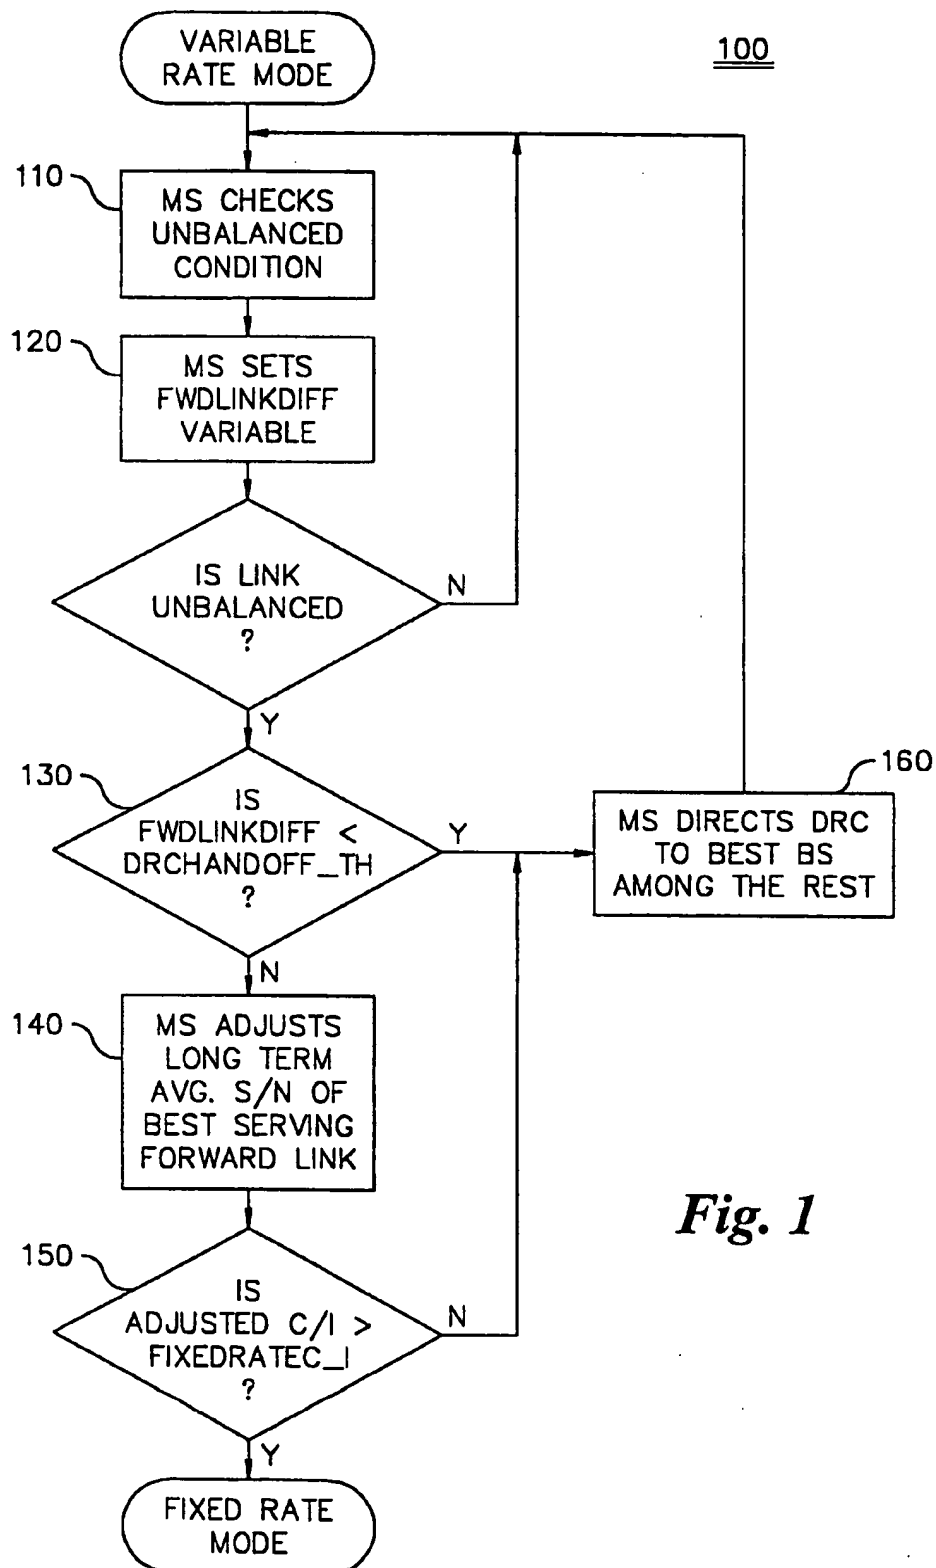 VARIABLE
RATE MODE
100
110
MS CHECKS
UNBALANCED
CONDITION
120
MS SETS
FWDLINKDIFF
VARIABLE
IS LINK
UNBALANCED
?
N
Y
130
IS
FWDLINKDIFF <
DRCHANDOFF_TH
?
Y
N
160
MS DIRECTS DRC
TO BEST BS
AMONG THE REST
140
MS ADJUSTS
LONG TERM
AVG. S/N OF
BEST SERVING
FORWARD LINK
150
IS
ADJUSTED C/I >
FIXEDRATEC_I
?
N
Y
FIXED RATE
MODE
Fig. 1